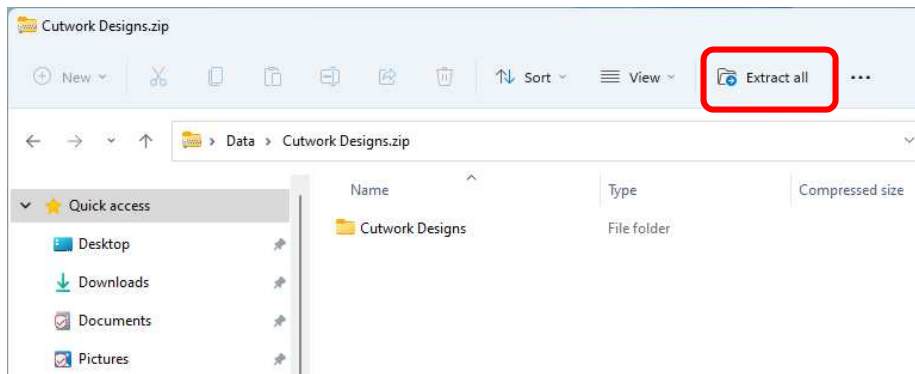 Cutwork Designs.zip
New Sort View Extract all
Data › Cutwork Designs.zip
Name Type Compressed size
Quick access
Cutwork Designs File folder
Desktop
Downloads
Documents
Pictures